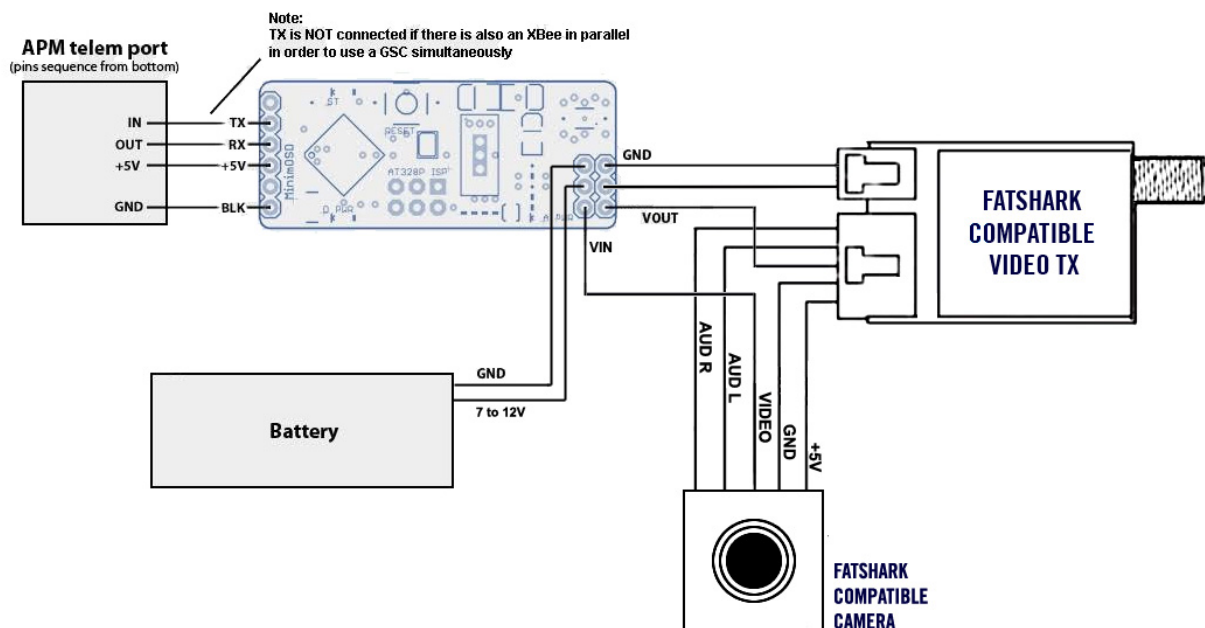 Note:
TX is NOT connected if there is also an XBee in parallel
in order to use a GSC simultaneously
APM telem port
(pins sequence from bottom)
IN
TX
OUT
RX
+5V
+5V
GND
BLK
MinimOSD
ST
RESET
AT328P ISP
GND
VOUT
VIN
FATSHARK
COMPATIBLE
VIDEO TX
AUD R
AUD L
VIDEO
GND
+5V
GND
7 to 12V
Battery
FATSHARK
COMPATIBLE
CAMERA